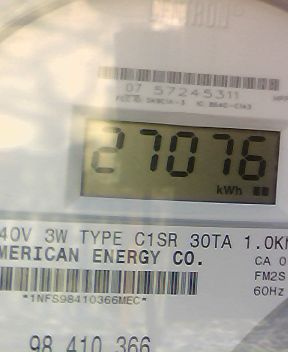 07 57245311
27076
kWh
40V 3W TYPE C1SR 30TA 1.0K
MERICAN ENERGY CO.
CA 0
FM2S
60Hz
*1NFS98410366MEC*
98 410 366